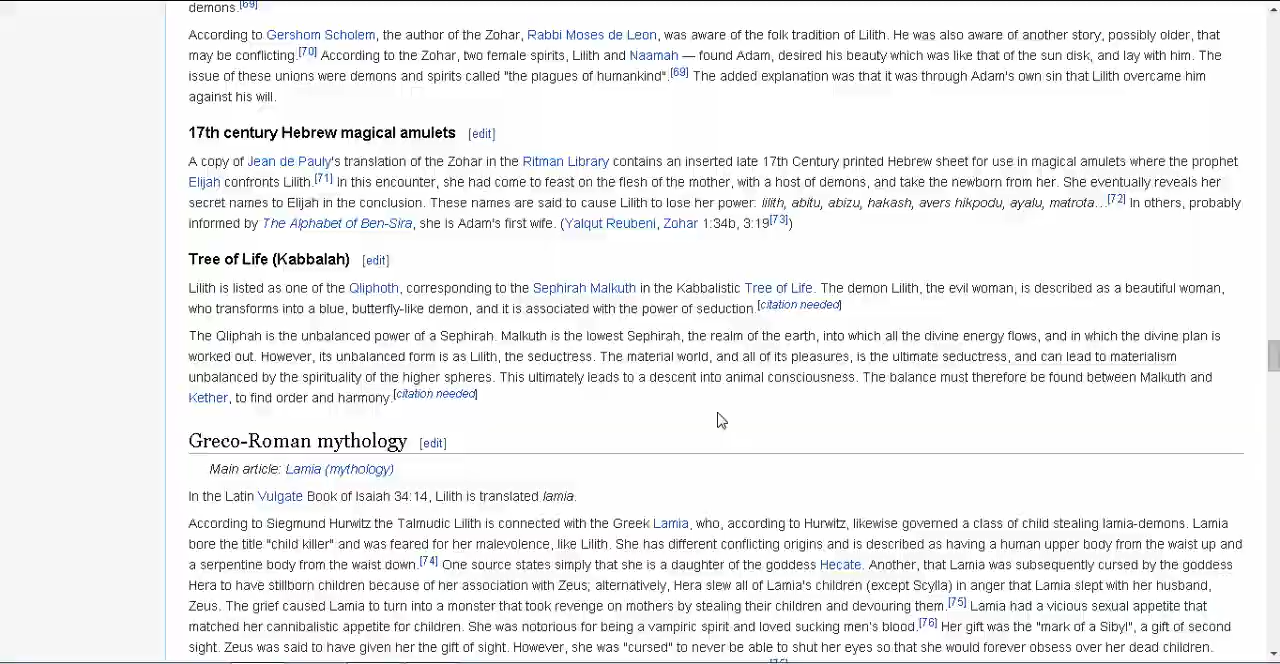 demons.[69]
According to Gershom Scholem, the author of the Zohar, Rabbi Moses de Leon, was aware of the folk tradition of Lilith. He was also aware of another story, possibly older, that
may be conflicting.[70] According to the Zohar, two female spirits, Lilith and Naamah — found Adam, desired his beauty which was like that of the sun disk, and lay with him. The
issue of these unions were demons and spirits called "the plagues of humankind".[69] The added explanation was that it was through Adam's own sin that Lilith overcame him
against his will.
17th century Hebrew magical amulets [edit]
A copy of Jean de Pauly's translation of the Zohar in the Ritman Library contains an inserted late 17th Century printed Hebrew sheet for use in magical amulets where the prophet
Elijah confronts Lilith.[71] In this encounter, she had come to feast on the flesh of the mother, with a host of demons, and take the newborn from her. She eventually reveals her
secret names to Elijah in the conclusion. These names are said to cause Lilith to lose her power: lilith, abitu, abizu, hakash, avers hikpodu, ayalu, matrota...[72] In others, probably
informed by The Alphabet of Ben-Sira, she is Adam's first wife. (Yalqut Reubeni, Zohar 1:34b, 3:19[73])
Tree of Life (Kabbalah) [edit]
Lilith is listed as one of the Qliphoth, corresponding to the Sephirah Malkuth in the Kabbalistic Tree of Life. The demon Lilith, the evil woman, is described as a beautiful woman,
who transforms into a blue, butterfly-like demon, and it is associated with the power of seduction.[citation needed]
The Qliphah is the unbalanced power of a Sephirah. Malkuth is the lowest Sephirah, the realm of the earth, into which all the divine energy flows, and in which the divine plan is
worked out. However, its unbalanced form is as Lilith, the seductress. The material world, and all of its pleasures, is the ultimate seductress, and can lead to materialism
unbalanced by the spirituality of the higher spheres. This ultimately leads to a descent into animal consciousness. The balance must therefore be found between Malkuth and
Kether, to find order and harmony.[citation needed]
Greco-Roman mythology [edit]
Main article: Lamia (mythology)
In the Latin Vulgate Book of Isaiah 34:14, Lilith is translated lamia.
According to Siegmund Hurwitz the Talmudic Lilith is connected with the Greek Lamia, who, according to Hurwitz, likewise governed a class of child stealing lamia-demons. Lamia
bore the title "child killer" and was feared for her malevolence, like Lilith. She has different conflicting origins and is described as having a human upper body from the waist up and
a serpentine body from the waist down.[74] One source states simply that she is a daughter of the goddess Hecate. Another, that Lamia was subsequently cursed by the goddess
Hera to have stillborn children because of her association with Zeus; alternatively, Hera slew all of Lamia's children (except Scylla) in anger that Lamia slept with her husband,
Zeus. The grief caused Lamia to turn into a monster that took revenge on mothers by stealing their children and devouring them.[75] Lamia had a vicious sexual appetite that
matched her cannibalistic appetite for children. She was notorious for being a vampiric spirit and loved sucking men's blood.[76] Her gift was the "mark of a Sibyl", a gift of second
sight. Zeus was said to have given her the gift of sight. However, she was "cursed" to never be able to shut her eyes so that she would forever obsess over her dead children.